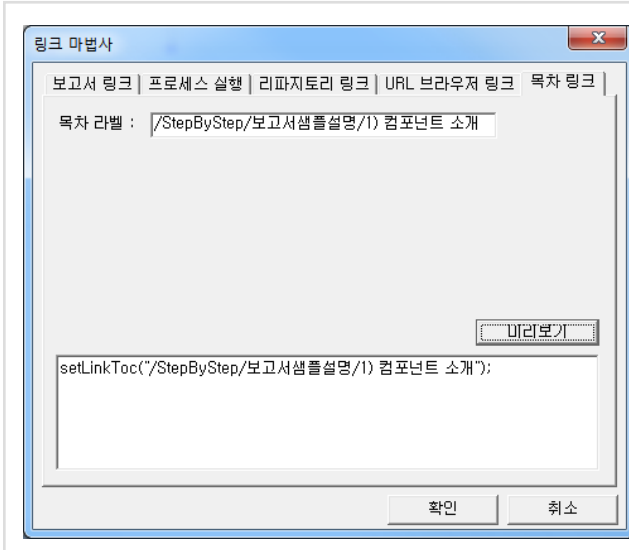 링크 마법사
보고서 링크 프로세스 실행 리파지토리 링크 URL 브라우저 링크 목차 링크
목차 라벨 : /StepByStep/보고서샘플설명/1) 컴포넌트 소개
미리보기
setLinkToc("/StepByStep/보고서샘플설명/1) 컴포넌트 소개");
확인 취소